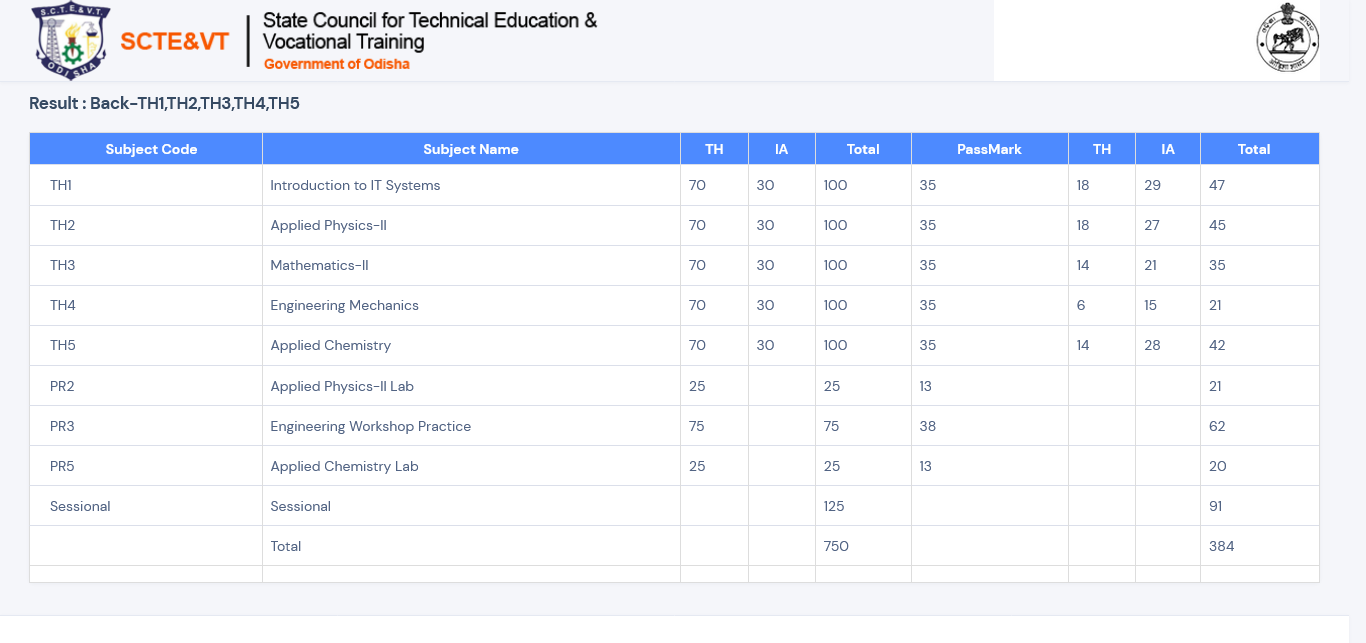 S.C.T.E.&V.T.
ODISHA
SCTE&VT
State Council for Technical Education &
Vocational Training
Government of Odisha
Result : Back-TH1,TH2,TH3,TH4,TH5
Subject Code Subject Name TH IA Total PassMark TH IA Total
TH1 Introduction to IT Systems 70 30 100 35 18 29 47
TH2 Applied Physics-II 70 30 100 35 18 27 45
TH3 Mathematics-II 70 30 100 35 14 21 35
TH4 Engineering Mechanics 70 30 100 35 6 15 21
TH5 Applied Chemistry 70 30 100 35 14 28 42
PR2 Applied Physics-II Lab 25 25 13 21
PR3 Engineering Workshop Practice 75 75 38 62
PR5 Applied Chemistry Lab 25 25 13 20
Sessional Sessional 125 91
Total 750 384